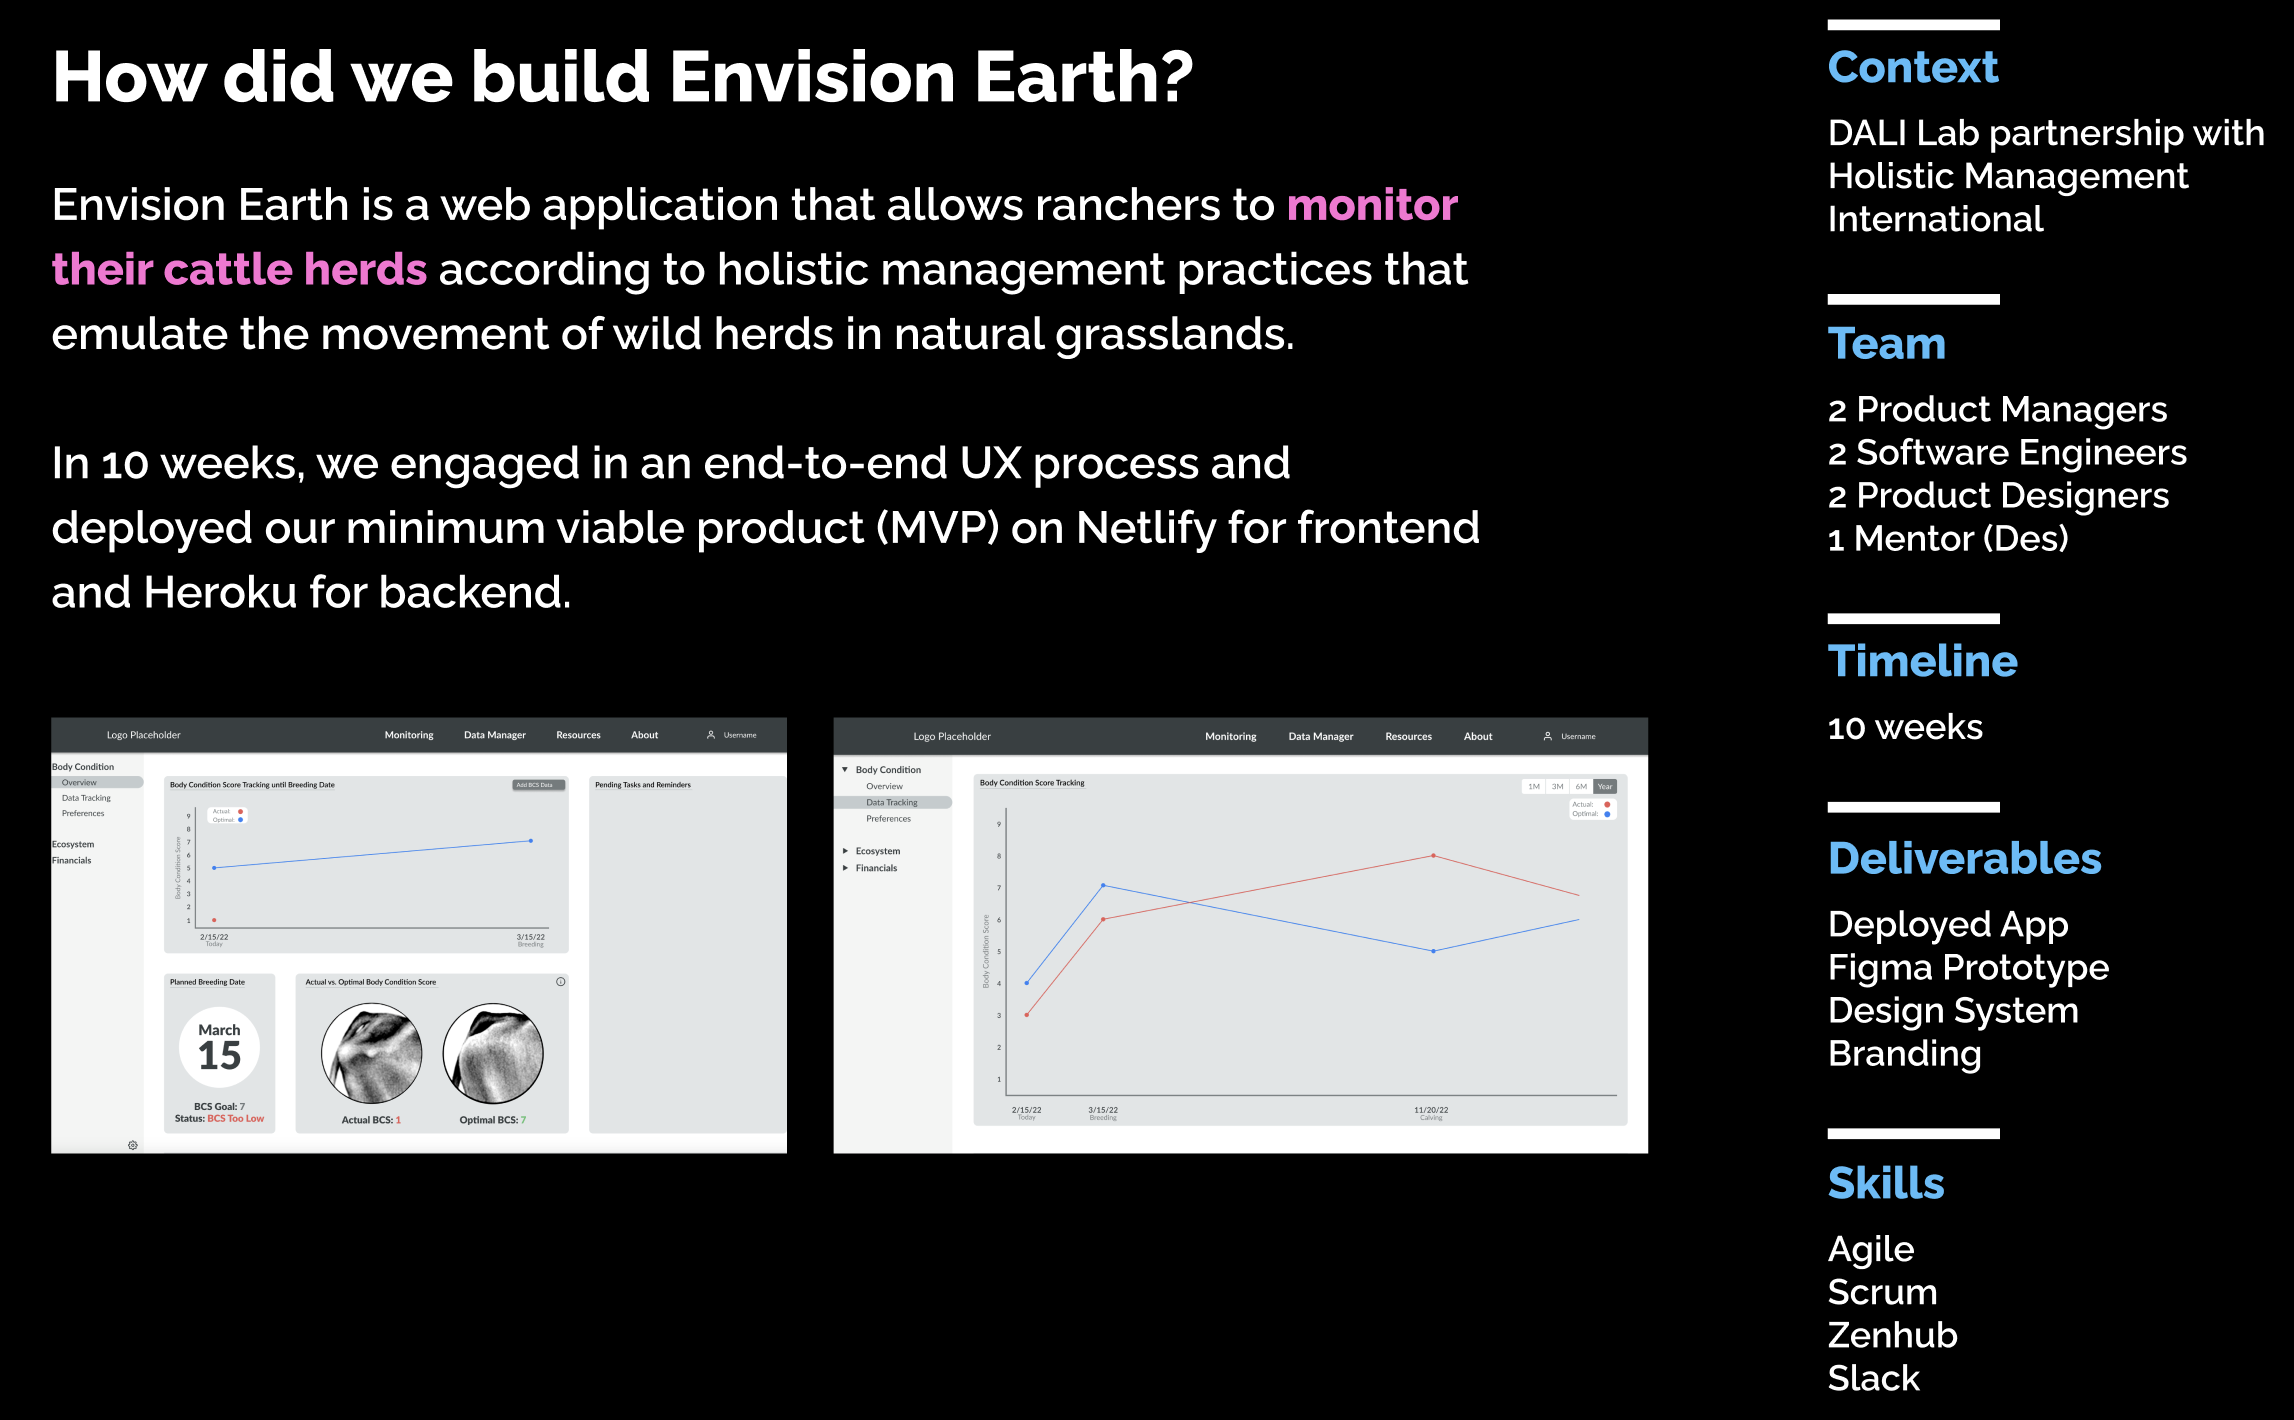 How did we build Envision Earth?
Envision Earth is a web application that allows ranchers to monitor
their cattle herds according to holistic management practices that
emulate the movement of wild herds in natural grasslands.
In 10 weeks, we engaged in an end-to-end UX process and
deployed our minimum viable product (MVP) on Netlify for frontend
and Heroku for backend.
Logo Placeholder
Monitoring
Data Manager
Resources
About
Username
Body Condition
Overview
Data Tracking
Preferences
Ecosystem
Financials
Body Condition Score Tracking until Breeding Date
Add BCS Data
Actual:
Optimal:
Body Condition Score
9
8
7
6
5
4
3
2
1
2/15/22
Today
3/15/22
Breeding
Pending Tasks and Reminders
Planned Breeding Date
March
15
BCS Goal: 7
Status: BCS Too Low
Actual vs. Optimal Body Condition Score
Actual BCS: 1
Optimal BCS: 7
Logo Placeholder
Monitoring
Data Manager
Resources
About
Username
Body Condition
Overview
Data Tracking
Preferences
Ecosystem
Financials
Body Condition Score Tracking
1M
3M
6M
Year
Actual:
Optimal:
Body Condition Score
9
8
7
6
5
4
3
2
1
2/15/22
Today
3/15/22
Breeding
11/20/22
Calving
Context
DALI Lab partnership with
Holistic Management
International
Team
2 Product Managers
2 Software Engineers
2 Product Designers
1 Mentor (Des)
Timeline
10 weeks
Deliverables
Deployed App
Figma Prototype
Design System
Branding
Skills
Agile
Scrum
Zenhub
Slack